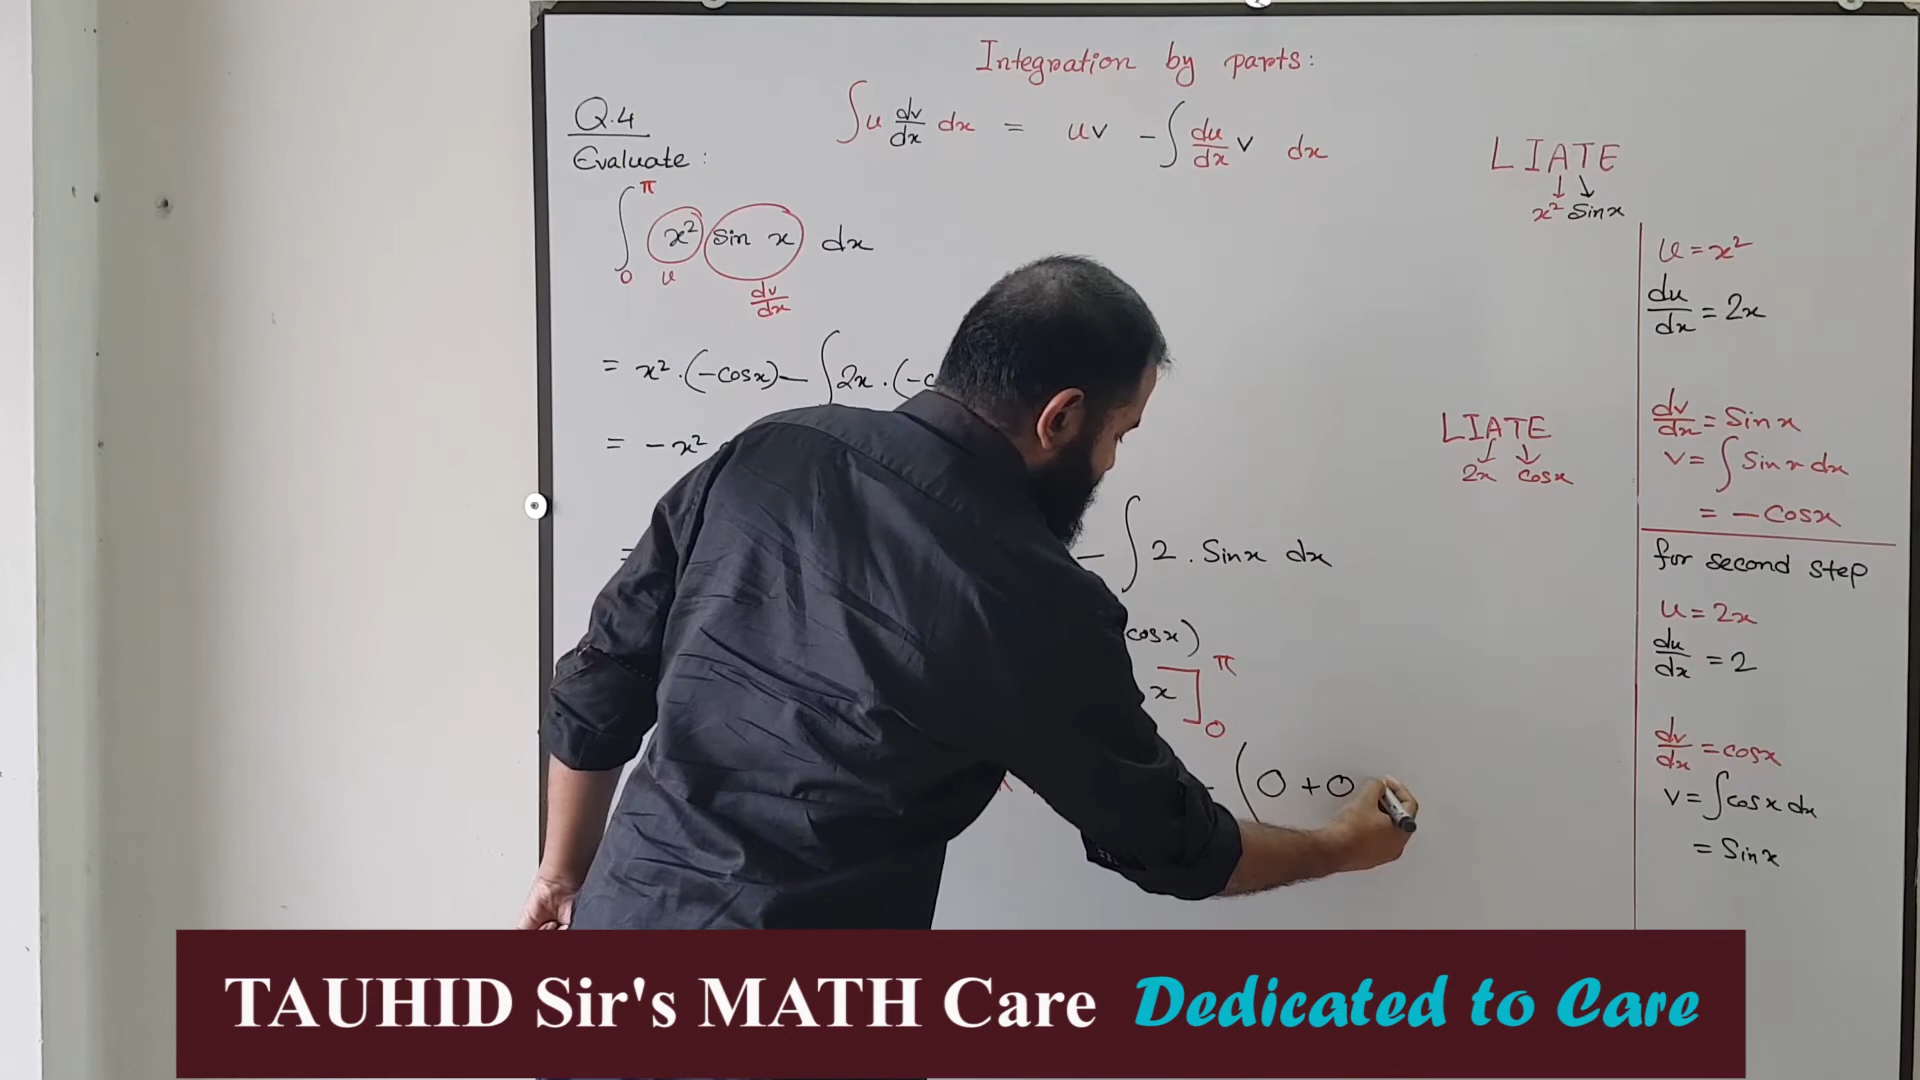 Integration by parts:
Q.4
∫ u dv/dx dx = uv - ∫ du/dx v dx
Evaluate:
∫₀^π x² sin x dx
u
dv/dx
= x² · (-cosx) - ∫ 2x · (-c
= -x²
=
- ∫ 2 . Sinx dx
cosx)
x ]₀^π
- (0 + 0
LIATE
↓ ↓
x² Sinx
LIATE
↓ ↓
2x cosx
u = x²
du/dx = 2x
dv/dx = Sinx
v = ∫ Sinx dx
= - Cosx
for second step
u = 2x
du/dx = 2
dv/dx = cosx
v = ∫ cosx dx
= Sinx
TAUHID Sir's MATH Care Dedicated to Care